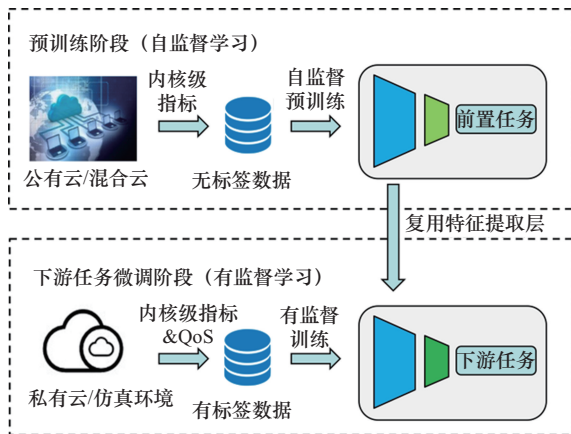 预训练阶段（自监督学习）
内核级
指标
自监督
预训练
前置任务
公有云/混合云
无标签数据
复用特征提取层
下游任务微调阶段（有监督学习）
内核级指标
&QoS
有监督
训练
下游任务
私有云/仿真环境
有标签数据